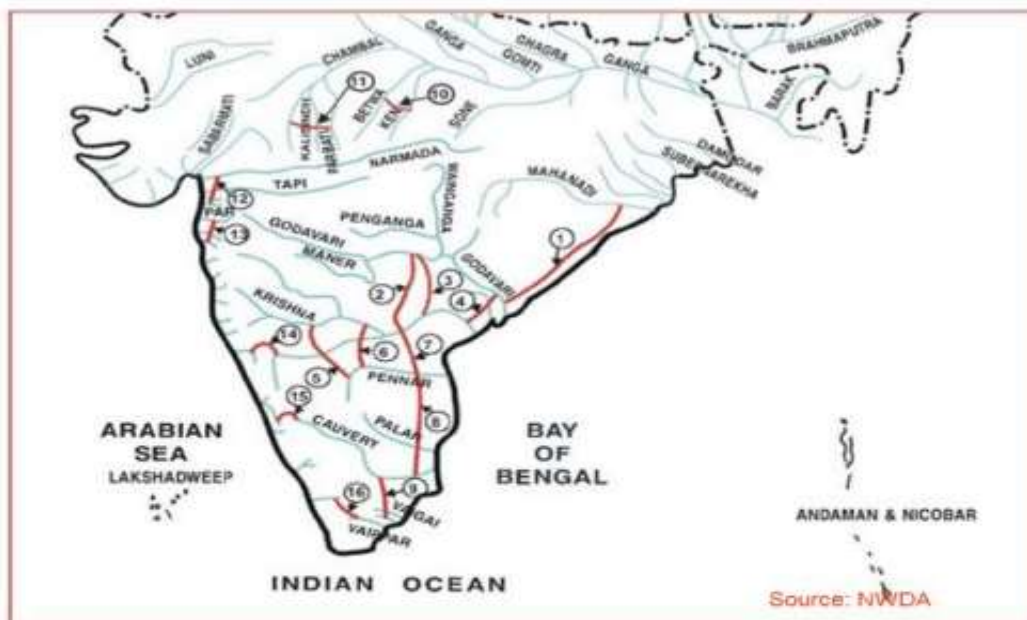 LUNI
CHAMBAL
GANGA
GOMTI
GHAGRA
GANGA
BRAHMAPUTRA
BARAK
SABARMATI
11
KALISINDH
BETWA
KEN
10
SONE
NARMADA
TAPI
WAINGANGA
MAHANADI
DAMODAR
SUBERNAREKHA
12
PAR
13
GODAVARI
MANER
PENGANGA
GODAVARI
1
2
3
4
KRISHNA
14
5
6
7
PENNAR
15
CAUVERY
PALAR
8
9
16
VAIGAI
VAIPPAR
ARABIAN
SEA
LAKSHADWEEP
BAY
OF
BENGAL
ANDAMAN & NICOBAR
INDIAN OCEAN
Source: NWDA